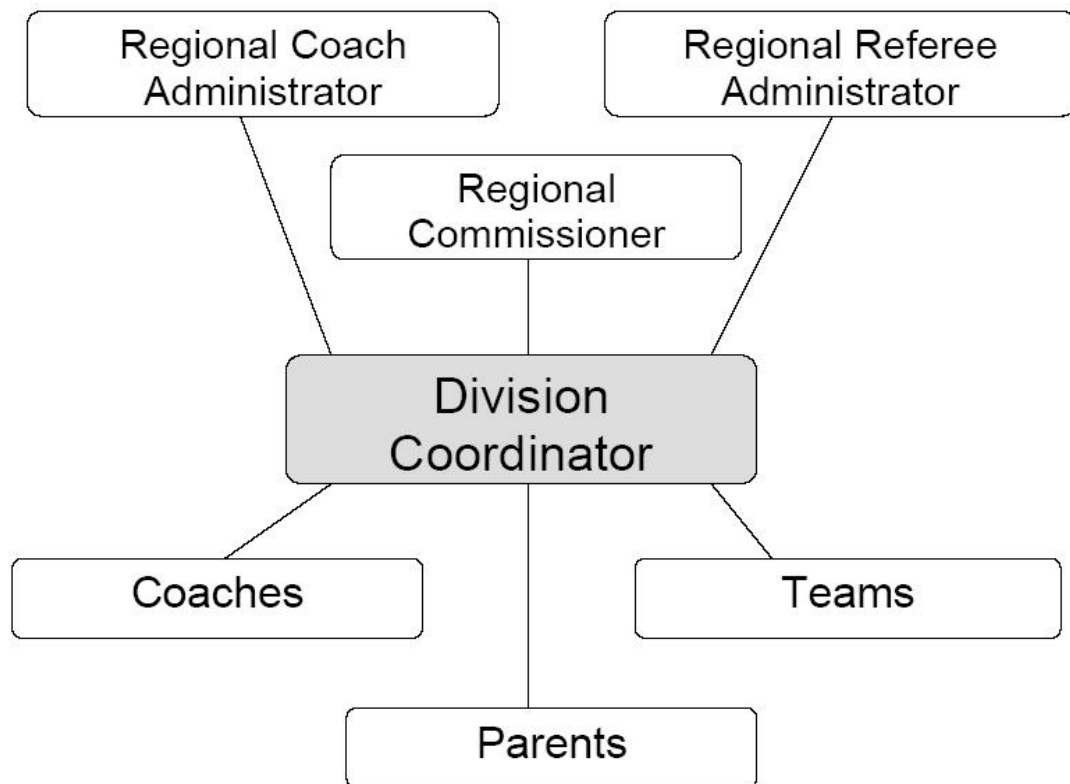 Regional Coach
Administrator
Regional Referee
Administrator
Regional
Commissioner
Division
Coordinator
Coaches
Teams
Parents